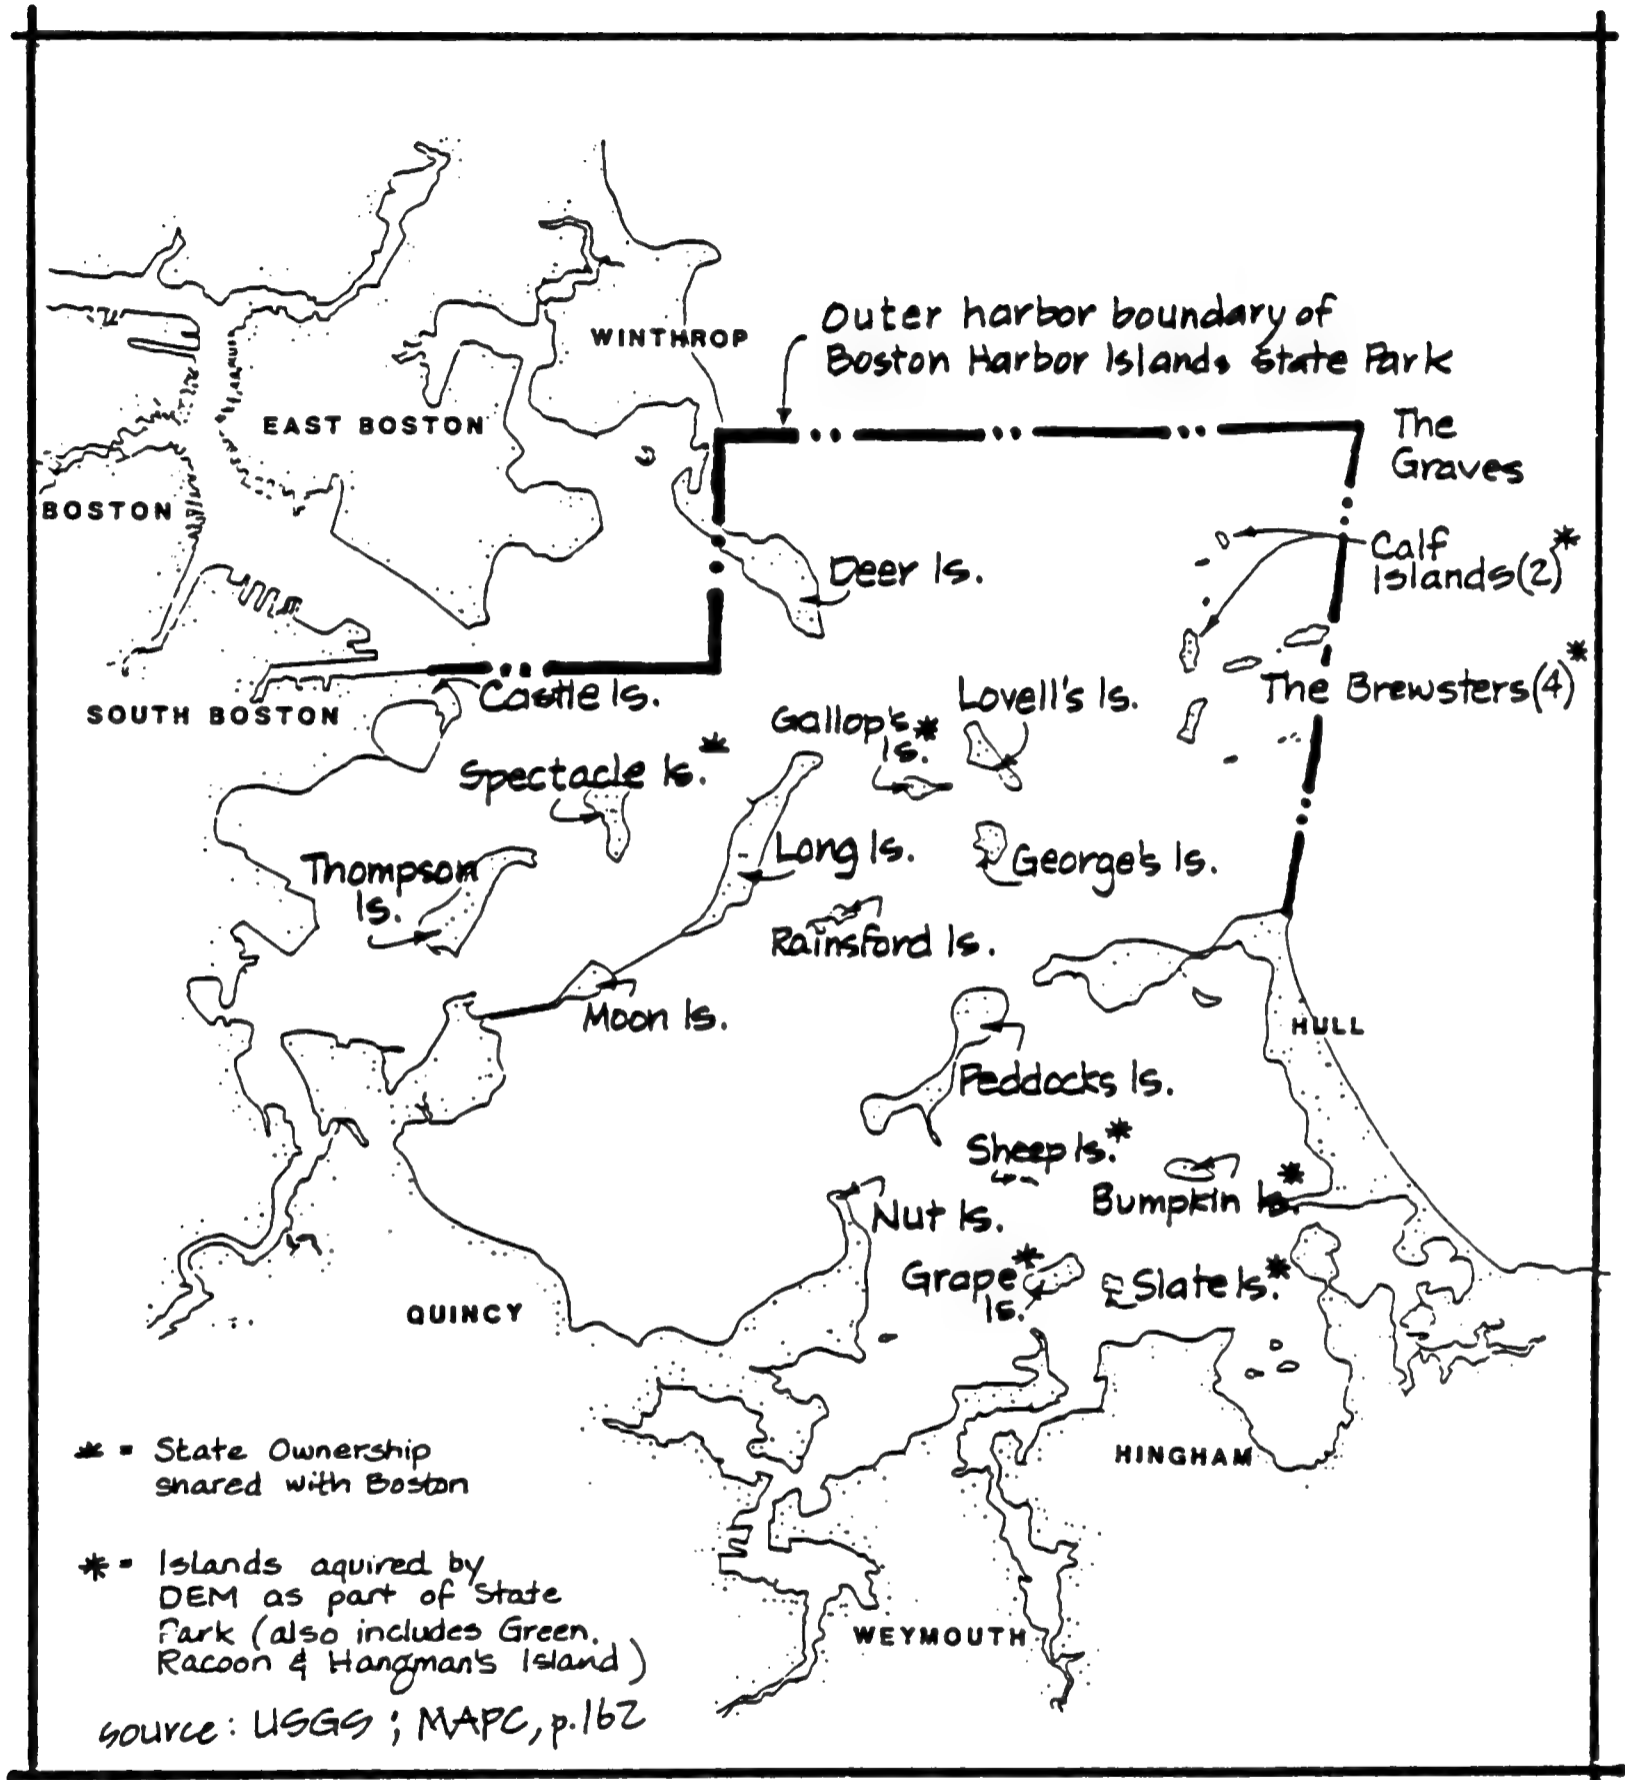 WINTHROP
Outer harbor boundary of
Boston Harbor Islands State Park
EAST BOSTON
The
Graves
BOSTON
Calf
Islands(2)*
Deer Is.
Castle Is.
SOUTH BOSTON
The Brewsters(4)*
Lovell's Is.
Gallop's
Is.*
Spectacle Is.*
Long Is.
George's Is.
Thompson
Is.
Rainsford Is.
Moon Is.
HULL
Peddocks Is.
Sheep Is.*
Bumpkin Is.*
Nut Is.
Grape*
Is.
Slate Is.*
QUINCY
HINGHAM
WEYMOUTH
* = State Ownership
shared with Boston
* = Islands aquired by
DEM as part of State
Park (also includes Green,
Racoon & Hangman's Island)
source: USGS ; MAPC, p.162